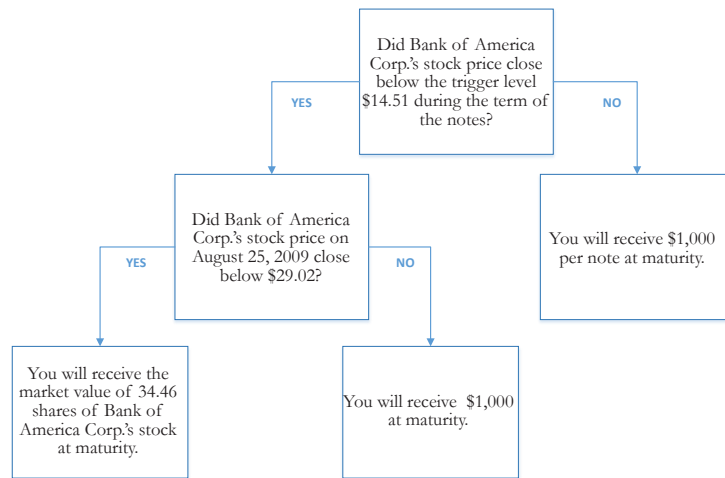 Did Bank of America
Corp.'s stock price close
below the trigger level
$14.51 during the term of
the notes?
YES
NO
Did Bank of America
Corp.'s stock price on
August 25, 2009 close
below $29.02?
You will receive $1,000
per note at maturity.
YES
NO
You will receive the
market value of 34.46
shares of Bank of
America Corp.'s stock
at maturity.
You will receive $1,000
at maturity.